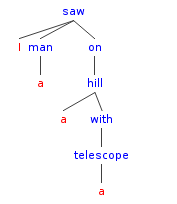 saw
I man on
a hill
a with
telescope
a